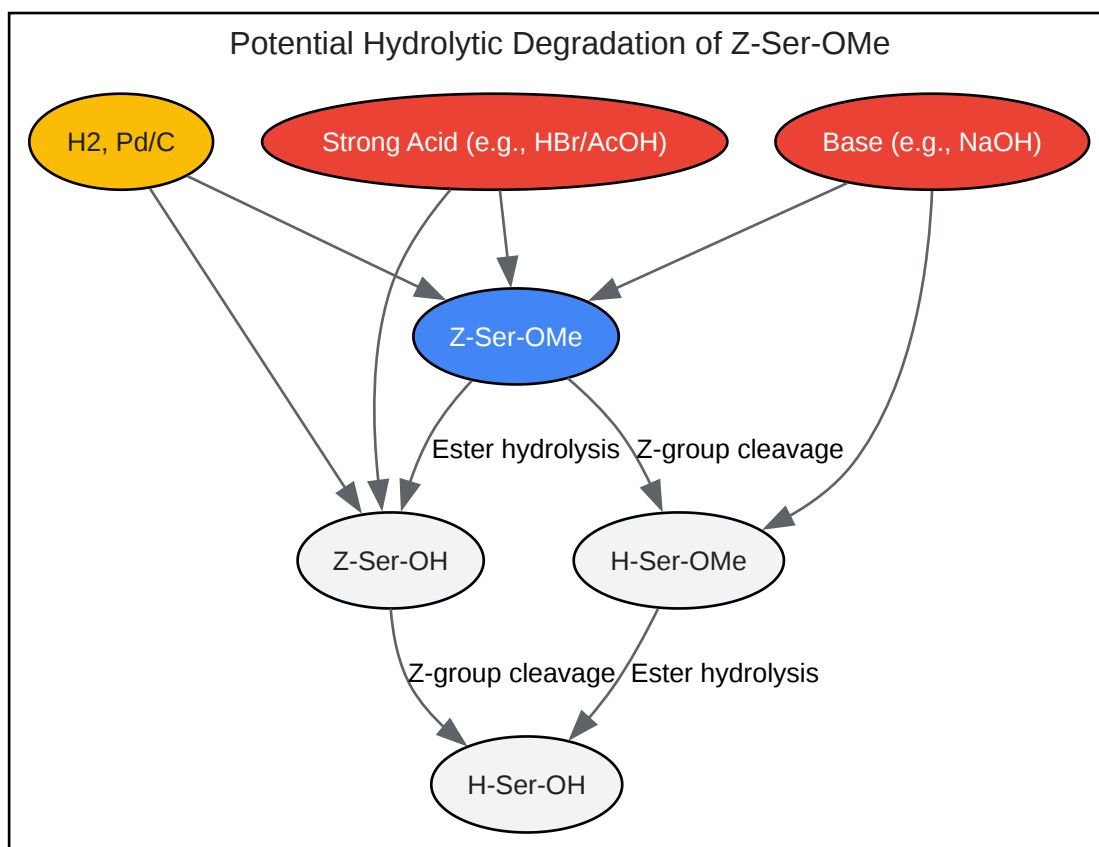 Potential Hydrolytic Degradation of Z-Ser-OMe
H2, Pd/C
Strong Acid (e.g., HBr/AcOH)
Base (e.g., NaOH)
Z-Ser-OMe
Ester hydrolysis
Z-group cleavage
Z-Ser-OH
H-Ser-OMe
Z-group cleavage
Ester hydrolysis
H-Ser-OH